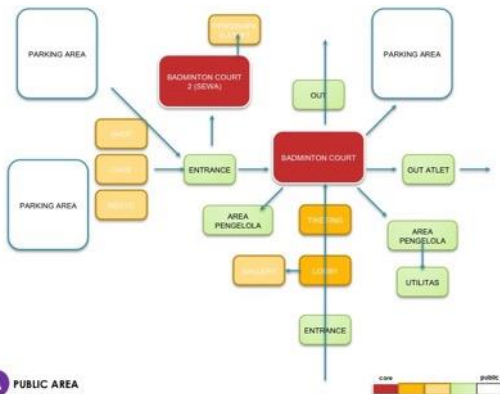 PARKING AREA
BADMINTON COURT
2 (SEWA)
PARKING AREA
OUT
BADMINTON COURT
ENTRANCE
OUT ATLET
PARKING AREA
AREA
PENGELOLA
TIKETING
AREA
PENGELOLA
GALLERY
LOBBY
UTILITAS
ENTRANCE
PUBLIC AREA
core
public